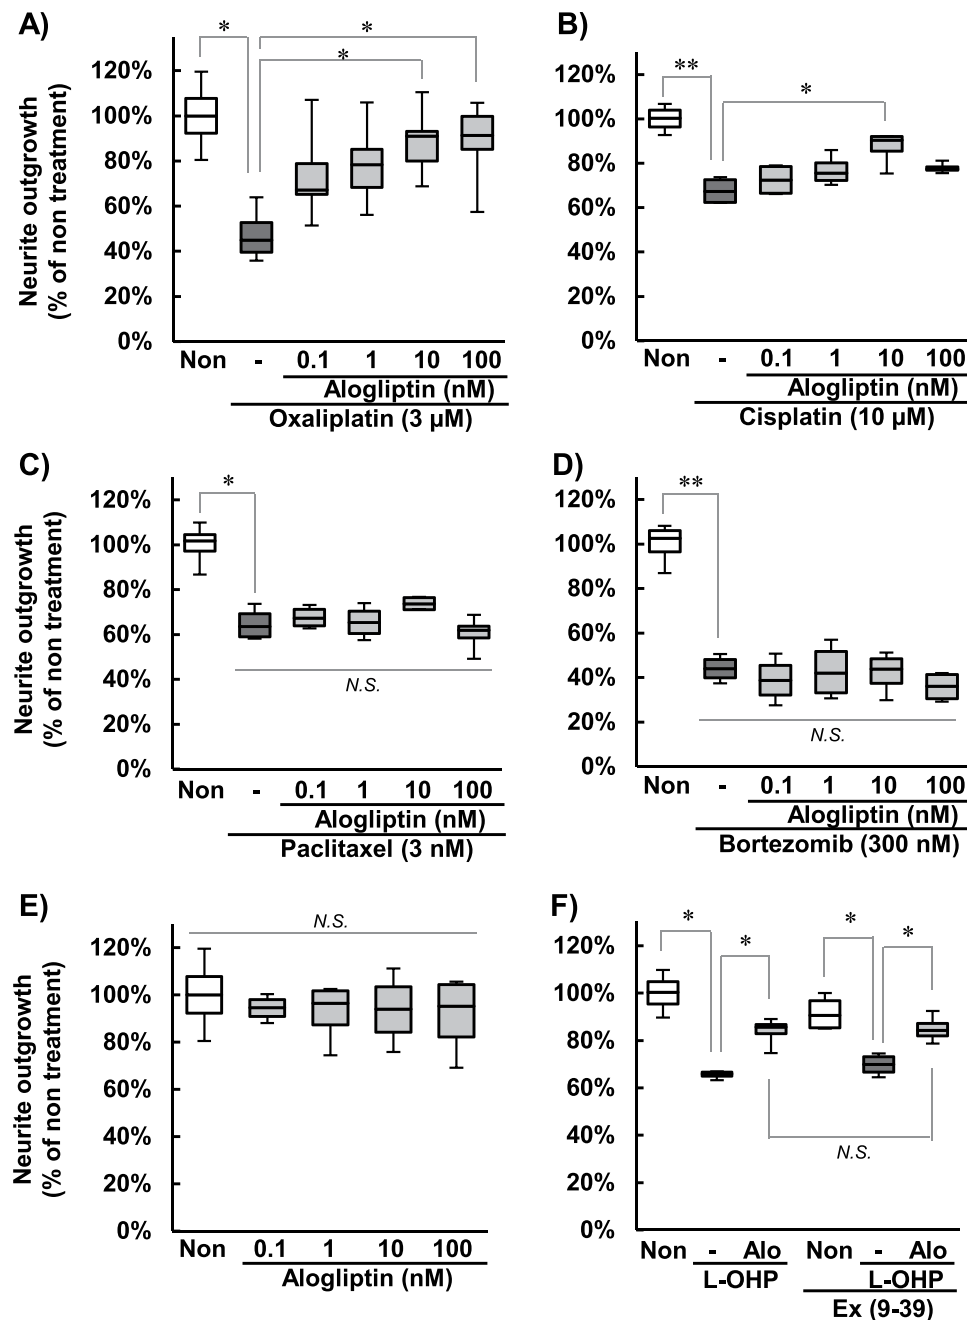 A)
Neurite outgrowth
(% of non treatment)
120%
100%
80%
60%
40%
20%
0%
*
*
*
Non - 0.1 1 10 100
Alogliptin (nM)
Oxaliplatin (3 µM)
B)
120%
100%
80%
60%
40%
20%
0%
**
*
Non - 0.1 1 10 100
Alogliptin (nM)
Cisplatin (10 µM)
C)
Neurite outgrowth
(% of non treatment)
120%
100%
80%
60%
40%
20%
0%
*
N.S.
Non - 0.1 1 10 100
Alogliptin (nM)
Paclitaxel (3 nM)
D)
120%
100%
80%
60%
40%
20%
0%
**
N.S.
Non - 0.1 1 10 100
Alogliptin (nM)
Bortezomib (300 nM)
E)
Neurite outgrowth
(% of non treatment)
120%
100%
80%
60%
40%
20%
0%
N.S.
Non 0.1 1 10 100
Alogliptin (nM)
F)
120%
100%
80%
60%
40%
20%
0%
*
*
*
*
N.S.
Non - Alo Non - Alo
L-OHP L-OHP
Ex (9-39)